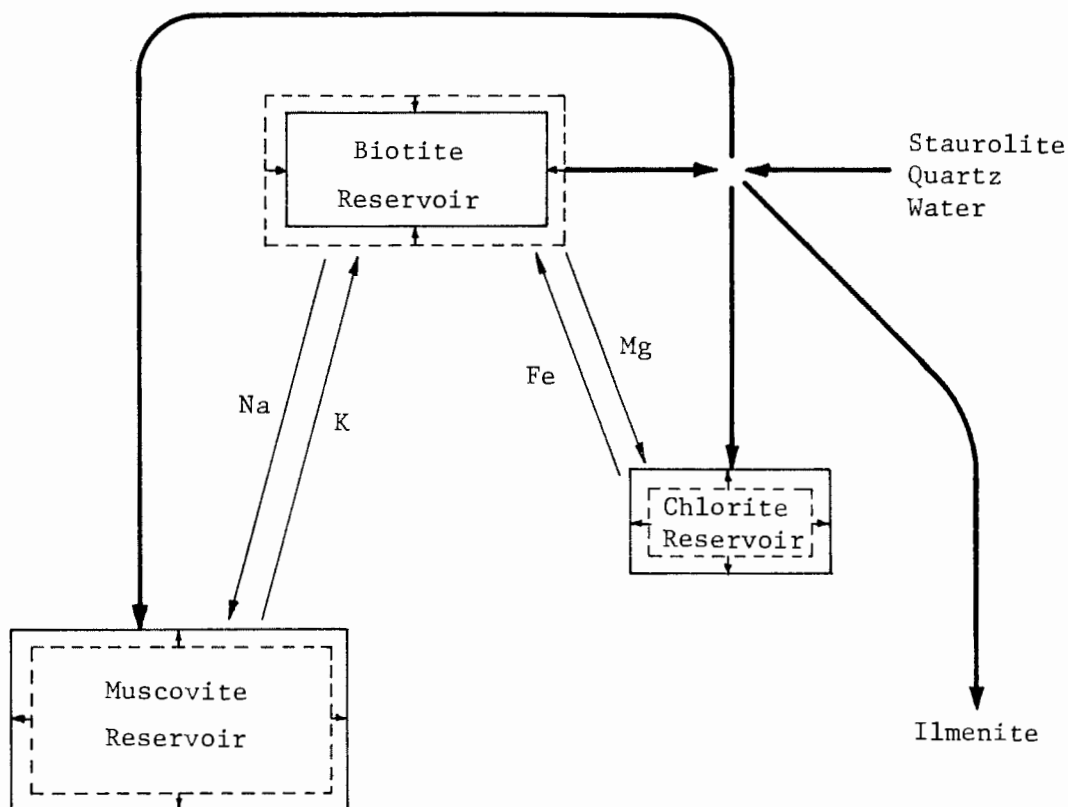 Biotite
Reservoir
Staurolite
Quartz
Water
Na
K
Fe
Mg
Chlorite
Reservoir
Muscovite
Reservoir
Ilmenite